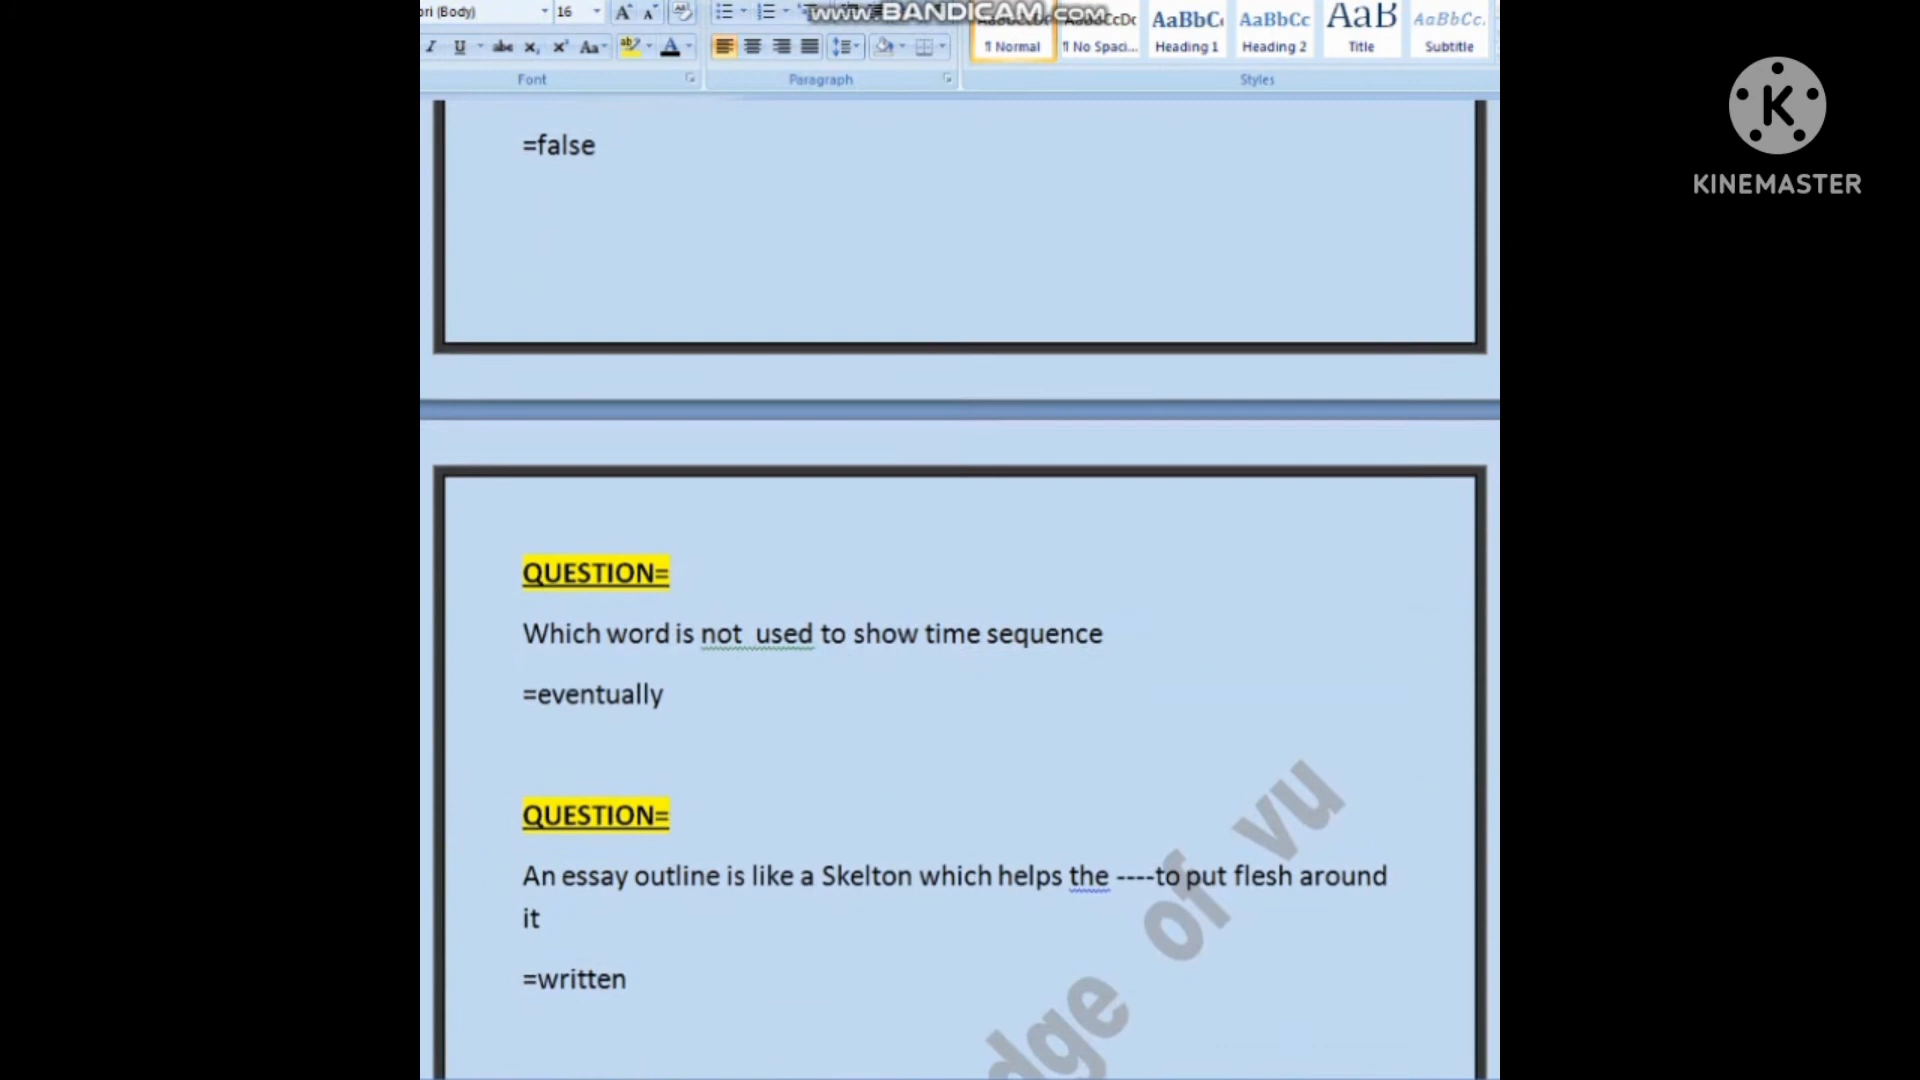 ori (Body)
16
www.BANDICAM.com
¶ Normal
¶ No Spaci...
AaBbC
Heading 1
AaBbCc
Heading 2
AaB
Title
AaBbCc.
Subtitle
Font
Paragraph
Styles
K
KINEMASTER
=false
QUESTION=
Which word is not used to show time sequence
=eventually
QUESTION=
An essay outline is like a Skelton which helps the ----to put flesh around
it
=written
dge of vu